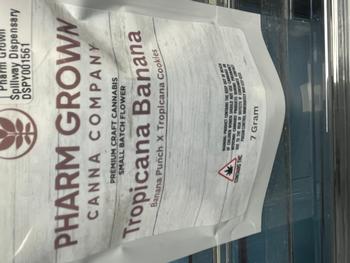 Pharm Grown
Spillway Dispensary
DSPY001561
PHARM GROWN
CANNA COMPANY
PREMIUM CRAFT CANNABIS
SMALL BATCH FLOWER
Tropicana Banana
Banana Punch X Tropicana Cookies
7 Gram